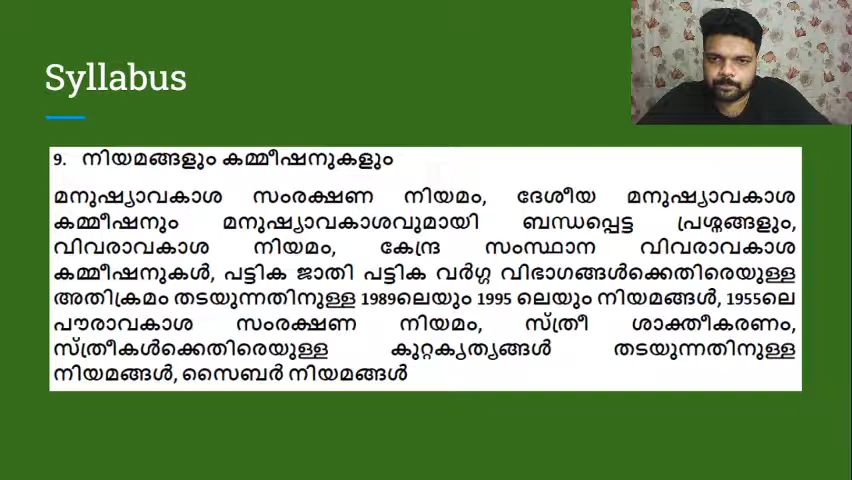 Syllabus
9. നിയമങ്ങളും കമ്മീഷനുകളും
മനുഷ്യാവകാശ സംരക്ഷണ നിയമം, ദേശീയ മനുഷ്യാവകാശ
കമ്മീഷനും മനുഷ്യാവകാശവുമായി ബന്ധപ്പെട്ട പ്രശ്നങ്ങളും,
വിവരാവകാശ നിയമം, കേന്ദ്ര സംസ്ഥാന വിവരാവകാശ
കമ്മീഷനുകൾ, പട്ടിക ജാതി പട്ടിക വർഗ്ഗ വിഭാഗങ്ങൾക്കെതിരെയുള്ള
അതിക്രമം തടയുന്നതിനുള്ള 1989ലെയും 1995 ലെയും നിയമങ്ങൾ, 1955ലെ
പൗരാവകാശ സംരക്ഷണ നിയമം, സ്ത്രീ ശാക്തീകരണം,
സ്ത്രീകൾക്കെതിരെയുള്ള കുറ്റകൃത്യങ്ങൾ തടയുന്നതിനുള്ള
നിയമങ്ങൾ, സൈബർ നിയമങ്ങൾ